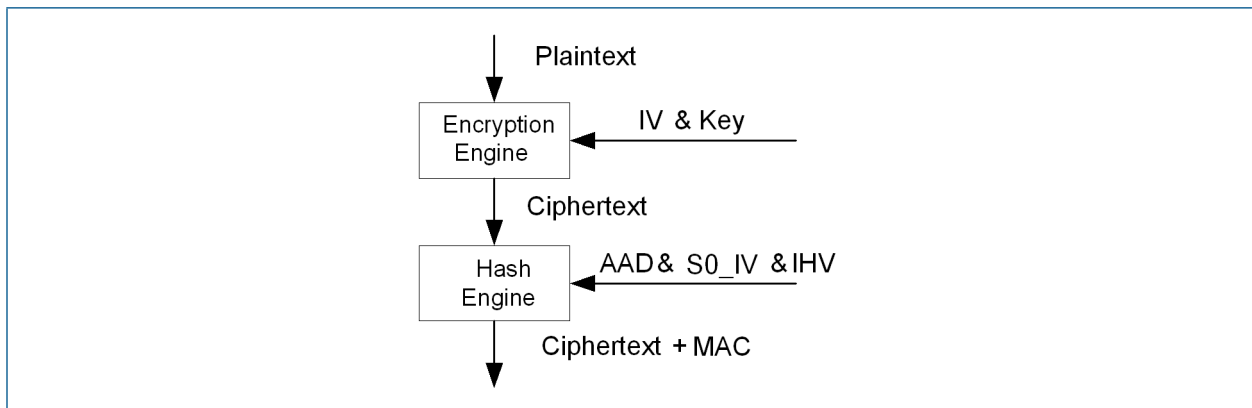 Plaintext
Encryption
Engine
IV & Key
Ciphertext
Hash
Engine
AAD & S0_IV & IHV
Ciphertext + MAC